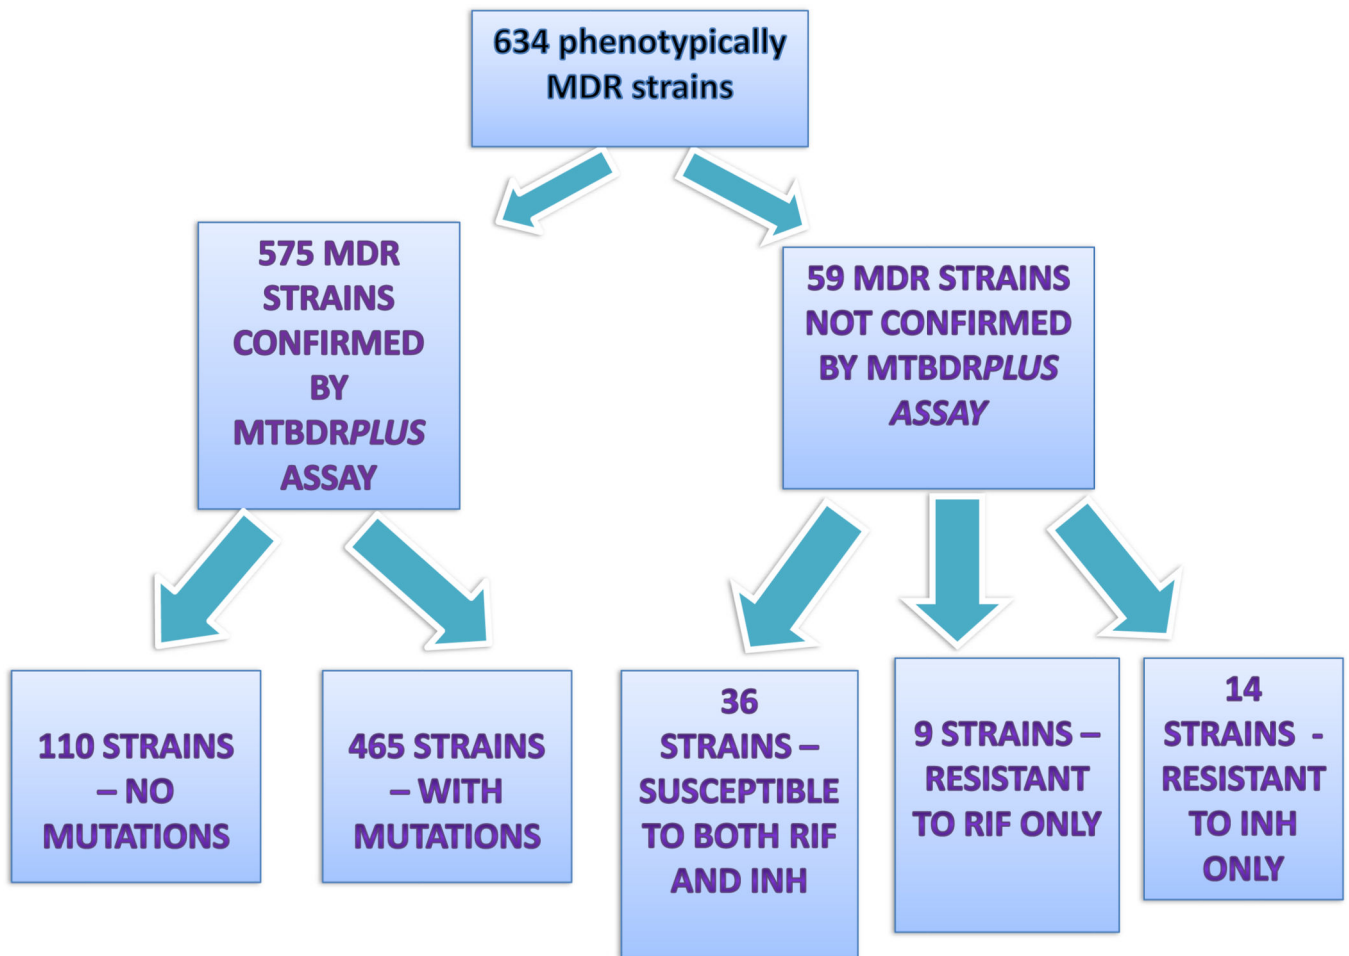 634 phenotypically
MDR strains
575 MDR
STRAINS
CONFIRMED
BY
MTBDRPLUS
ASSAY
59 MDR STRAINS
NOT CONFIRMED
BY MTBDRPLUS
ASSAY
110 STRAINS
– NO
MUTATIONS
465 STRAINS
– WITH
MUTATIONS
36
STRAINS –
SUSCEPTIBLE
TO BOTH RIF
AND INH
9 STRAINS –
RESISTANT
TO RIF ONLY
14
STRAINS -
RESISTANT
TO INH
ONLY